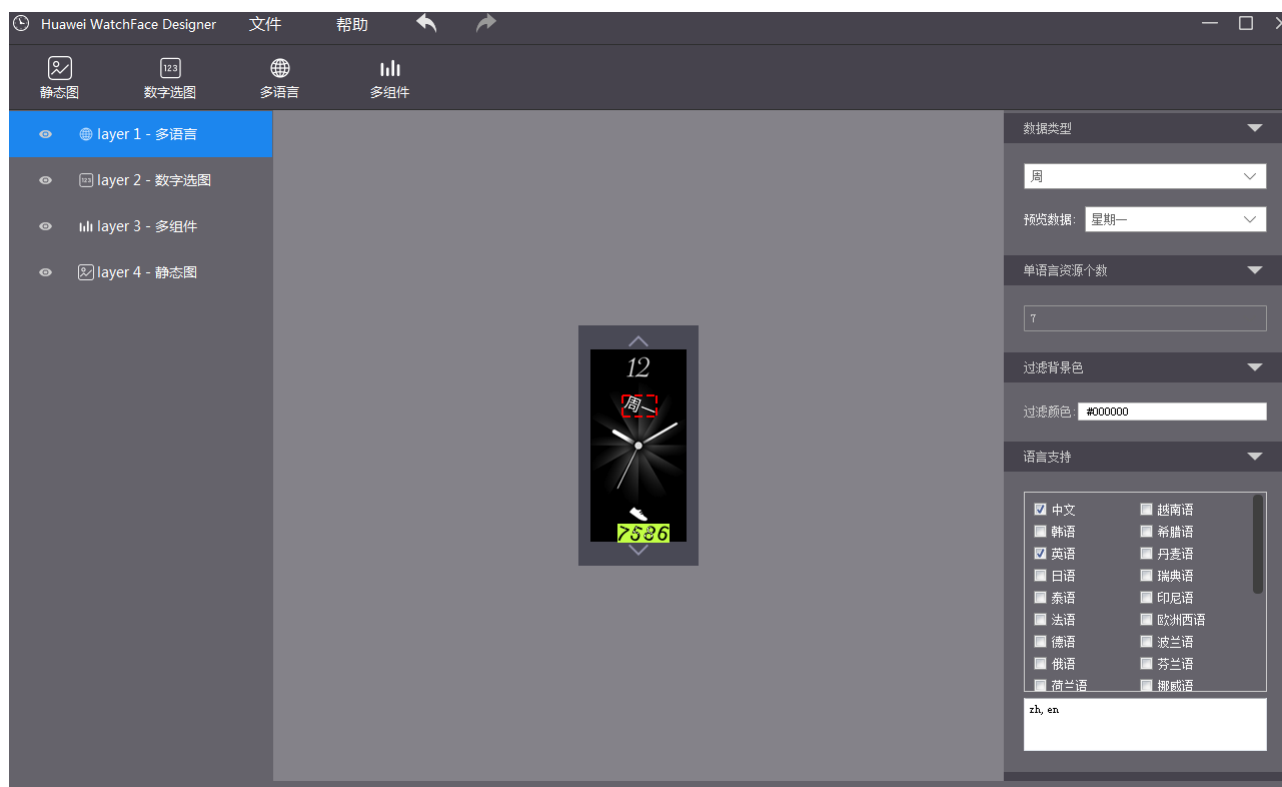 Huawei WatchFace Designer 文件 帮助
静态图 数字选图 多语言 多组件
layer 1 - 多语言
layer 2 - 数字选图
layer 3 - 多组件
layer 4 - 静态图
12
周一
7586
数据类型
周
预览数据: 星期一
单语言资源个数
7
过滤背景色
过滤颜色: #000000
语言支持
中文 越南语
韩语 希腊语
英语 丹麦语
日语 瑞典语
泰语 印尼语
法语 欧洲西语
德语 波兰语
俄语 芬兰语
荷兰语 挪威语
zh, en